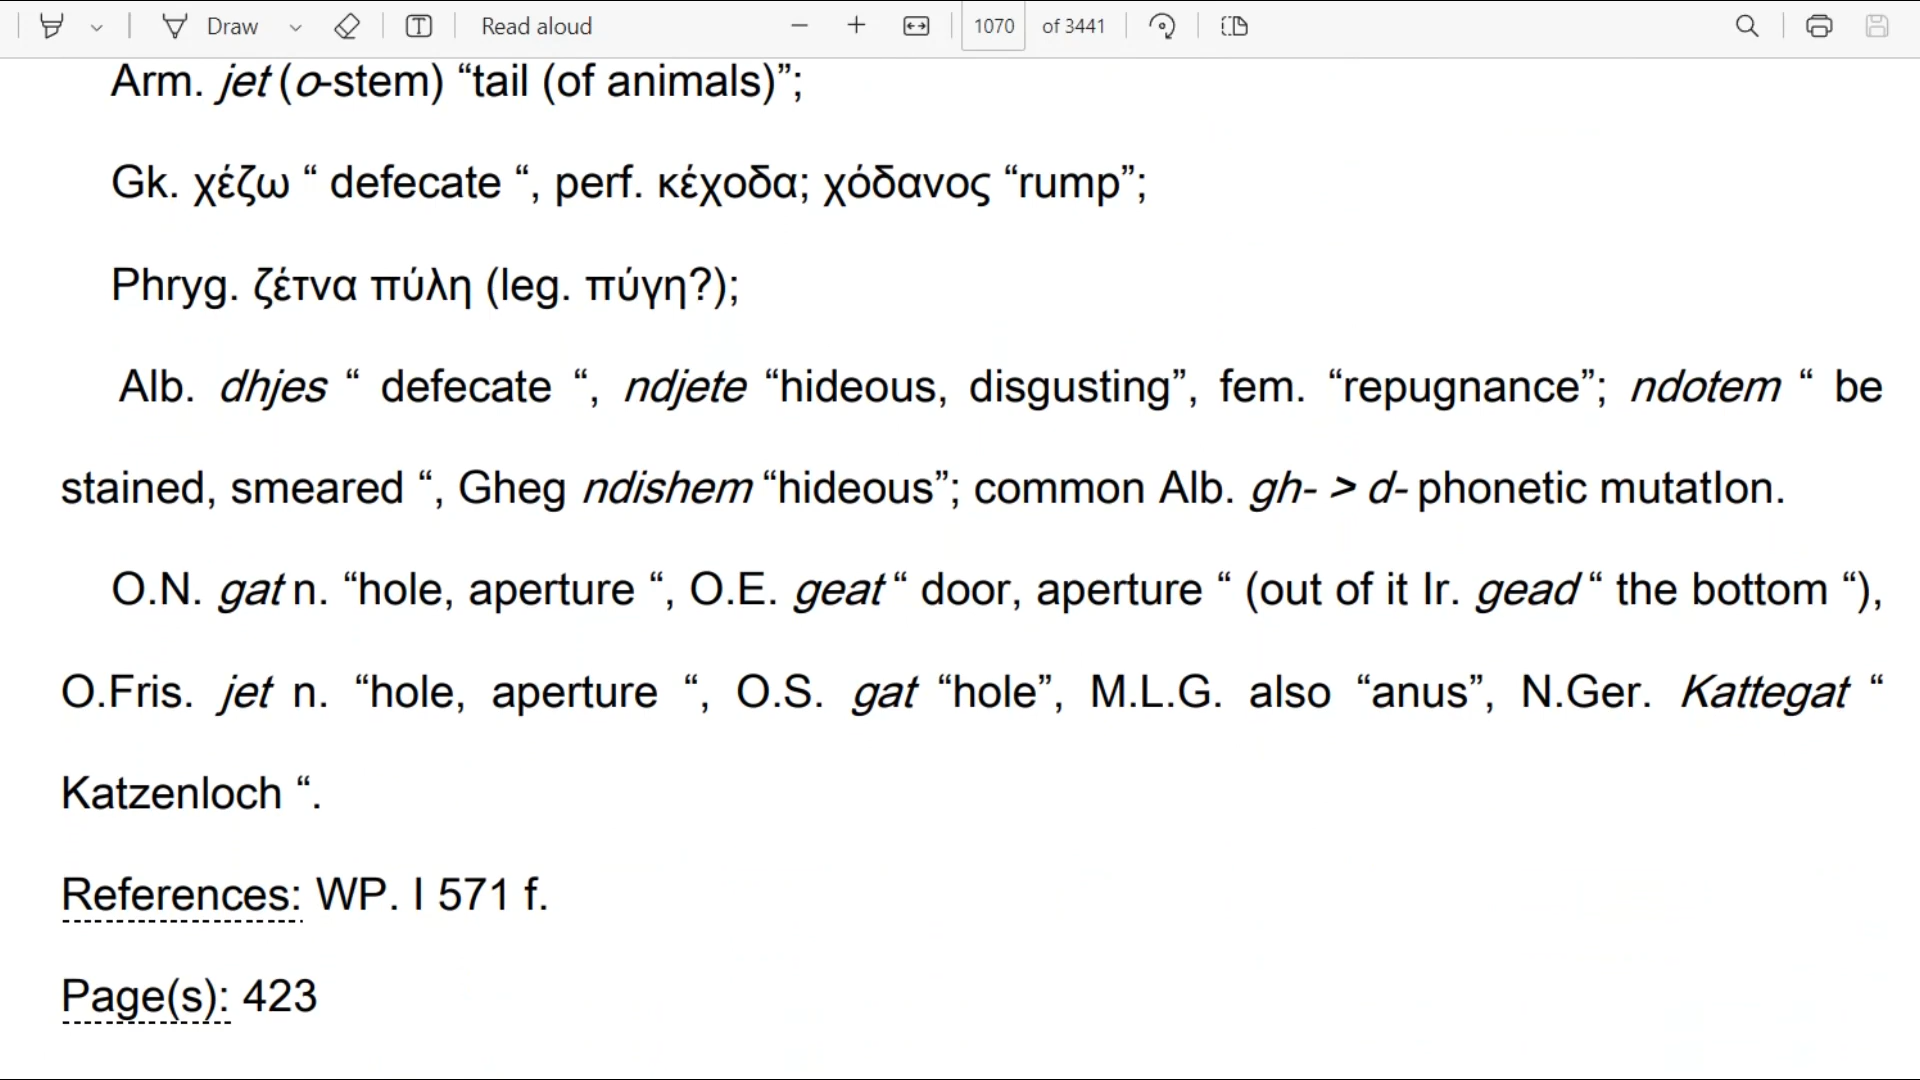 Draw
Read aloud
1070 of 3441
Arm. jet (o-stem) “tail (of animals)”;
Gk. χέζω “ defecate “, perf. κέχοδα; χόδανος “rump”;
Phryg. ζέτνα πύλη (leg. πύγη?);
Alb. dhjes “ defecate “, ndjete “hideous, disgusting”, fem. “repugnance”; ndotem “ be
stained, smeared “, Gheg ndishem “hideous”; common Alb. gh- > d- phonetic mutatIon.
O.N. gat n. “hole, aperture “, O.E. geat “ door, aperture “ (out of it Ir. gead “ the bottom “),
O.Fris. jet n. “hole, aperture “, O.S. gat “hole”, M.L.G. also “anus”, N.Ger. Kattegat “
Katzenloch “.
References: WP. I 571 f.
Page(s): 423